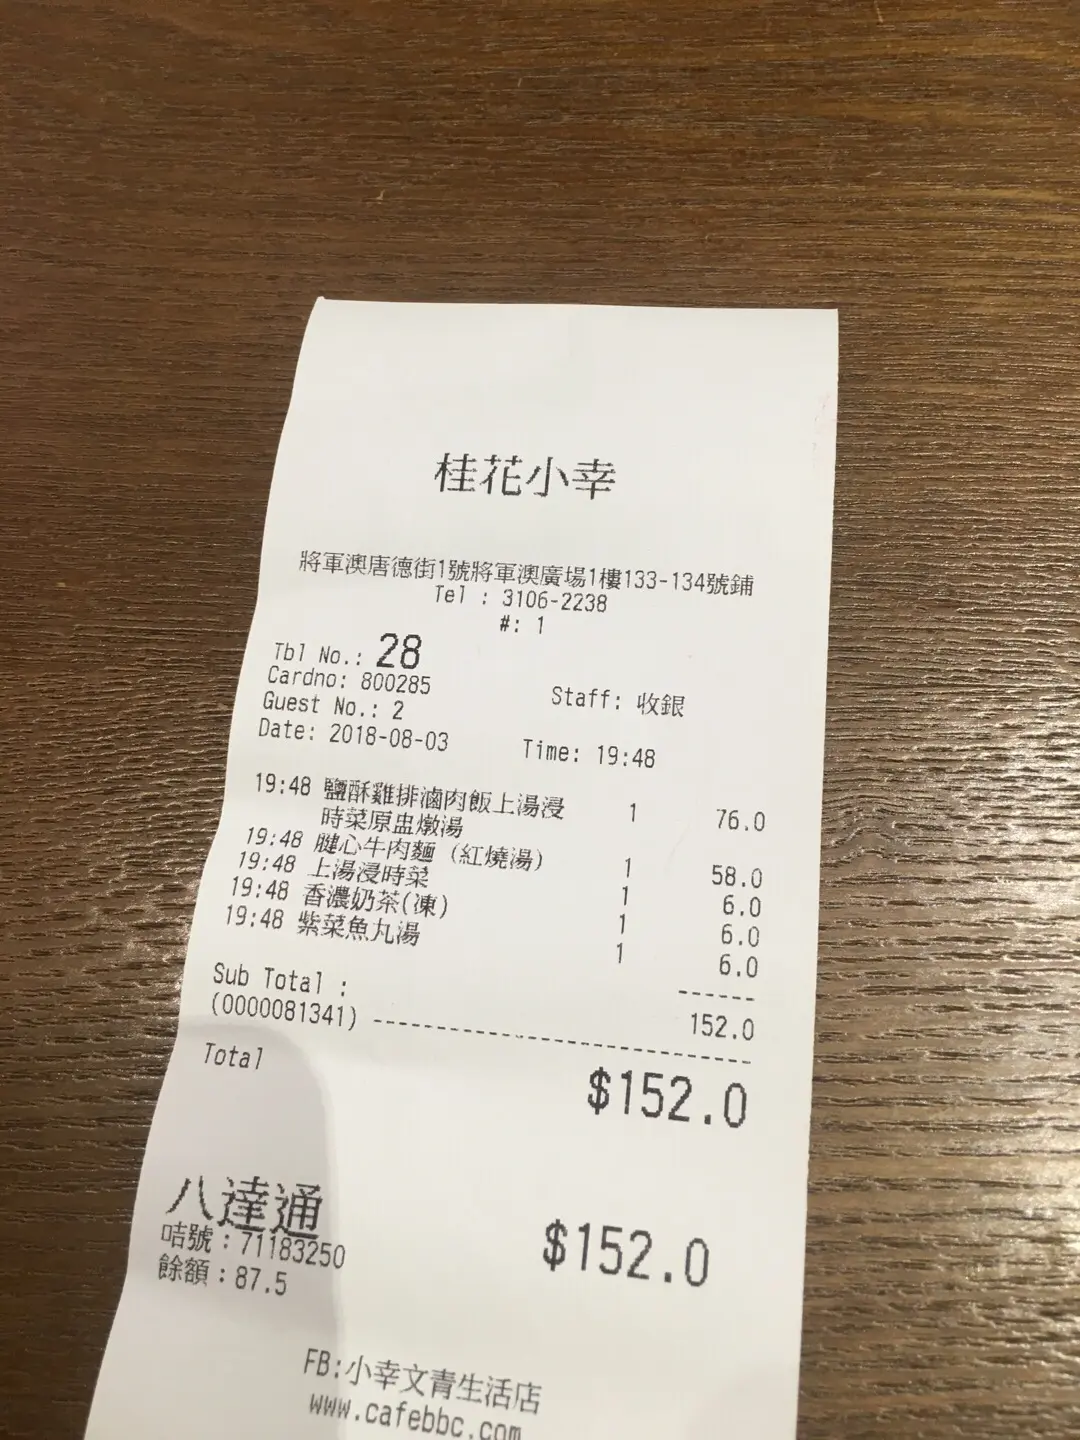 桂花小幸
將軍澳唐德街1號將軍澳廣場1樓133-134號鋪
Tel : 3106-2238
#: 1
Tbl No.: 28
Cardno: 800285 Staff: 收銀
Guest No.: 2
Date: 2018-08-03 Time: 19:48
19:48 鹽酥雞排滷肉飯上湯浸 1 76.0
時菜原盅燉湯
19:48 腱心牛肉麵 (紅燒湯) 1 58.0
19:48 上湯浸時菜 1 6.0
19:48 香濃奶茶(凍) 1 6.0
19:48 紫菜魚丸湯 1 6.0
------
Sub Total : 152.0
(0000081341) ------------------------------
Total $152.0
八達通 $152.0
咭號：71183250
餘額：87.5
FB:小幸文青生活店
www.cafebbc.com